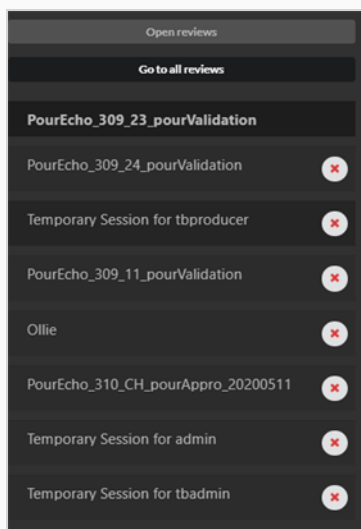 Open reviews
Go to all reviews
PourEcho_309_23_pourValidation
PourEcho_309_24_pourValidation
Temporary Session for tbproducer
PourEcho_309_11_pourValidation
Ollie
PourEcho_310_CH_pourAppro_20200511
Temporary Session for admin
Temporary Session for tbadmin